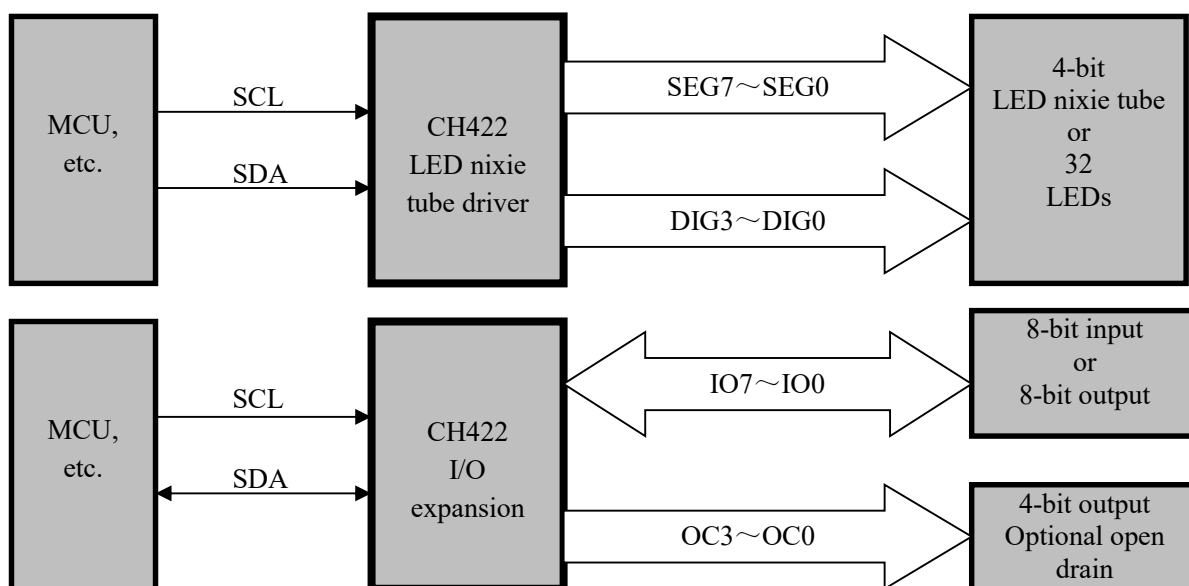 MCU,
etc.
SCL
SDA
CH422
LED nixie
tube driver
SEG7～SEG0
DIG3～DIG0
4-bit
LED nixie tube
or
32
LEDs
MCU,
etc.
SCL
SDA
CH422
I/O
expansion
IO7～IO0
OC3～OC0
8-bit input
or
8-bit output
4-bit output
Optional open
drain